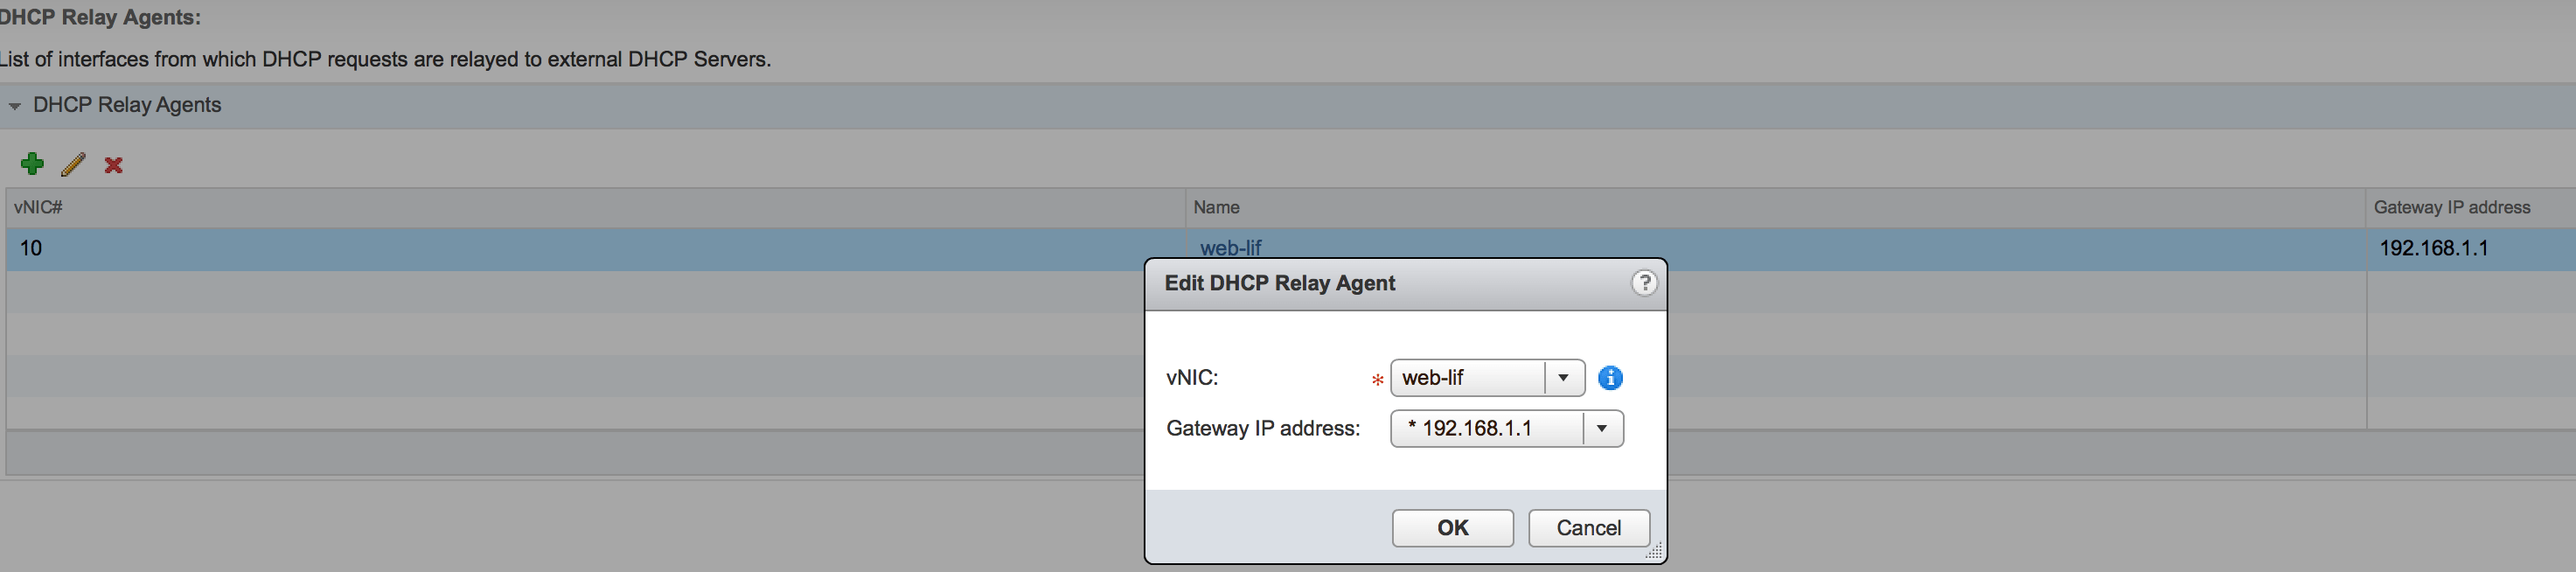 DHCP Relay Agents:
List of interfaces from which DHCP requests are relayed to external DHCP Servers.
DHCP Relay Agents
vNIC# Name Gateway IP address
10 web-lif 192.168.1.1
Edit DHCP Relay Agent ?
vNIC: * web-lif i
Gateway IP address: * 192.168.1.1
OK Cancel